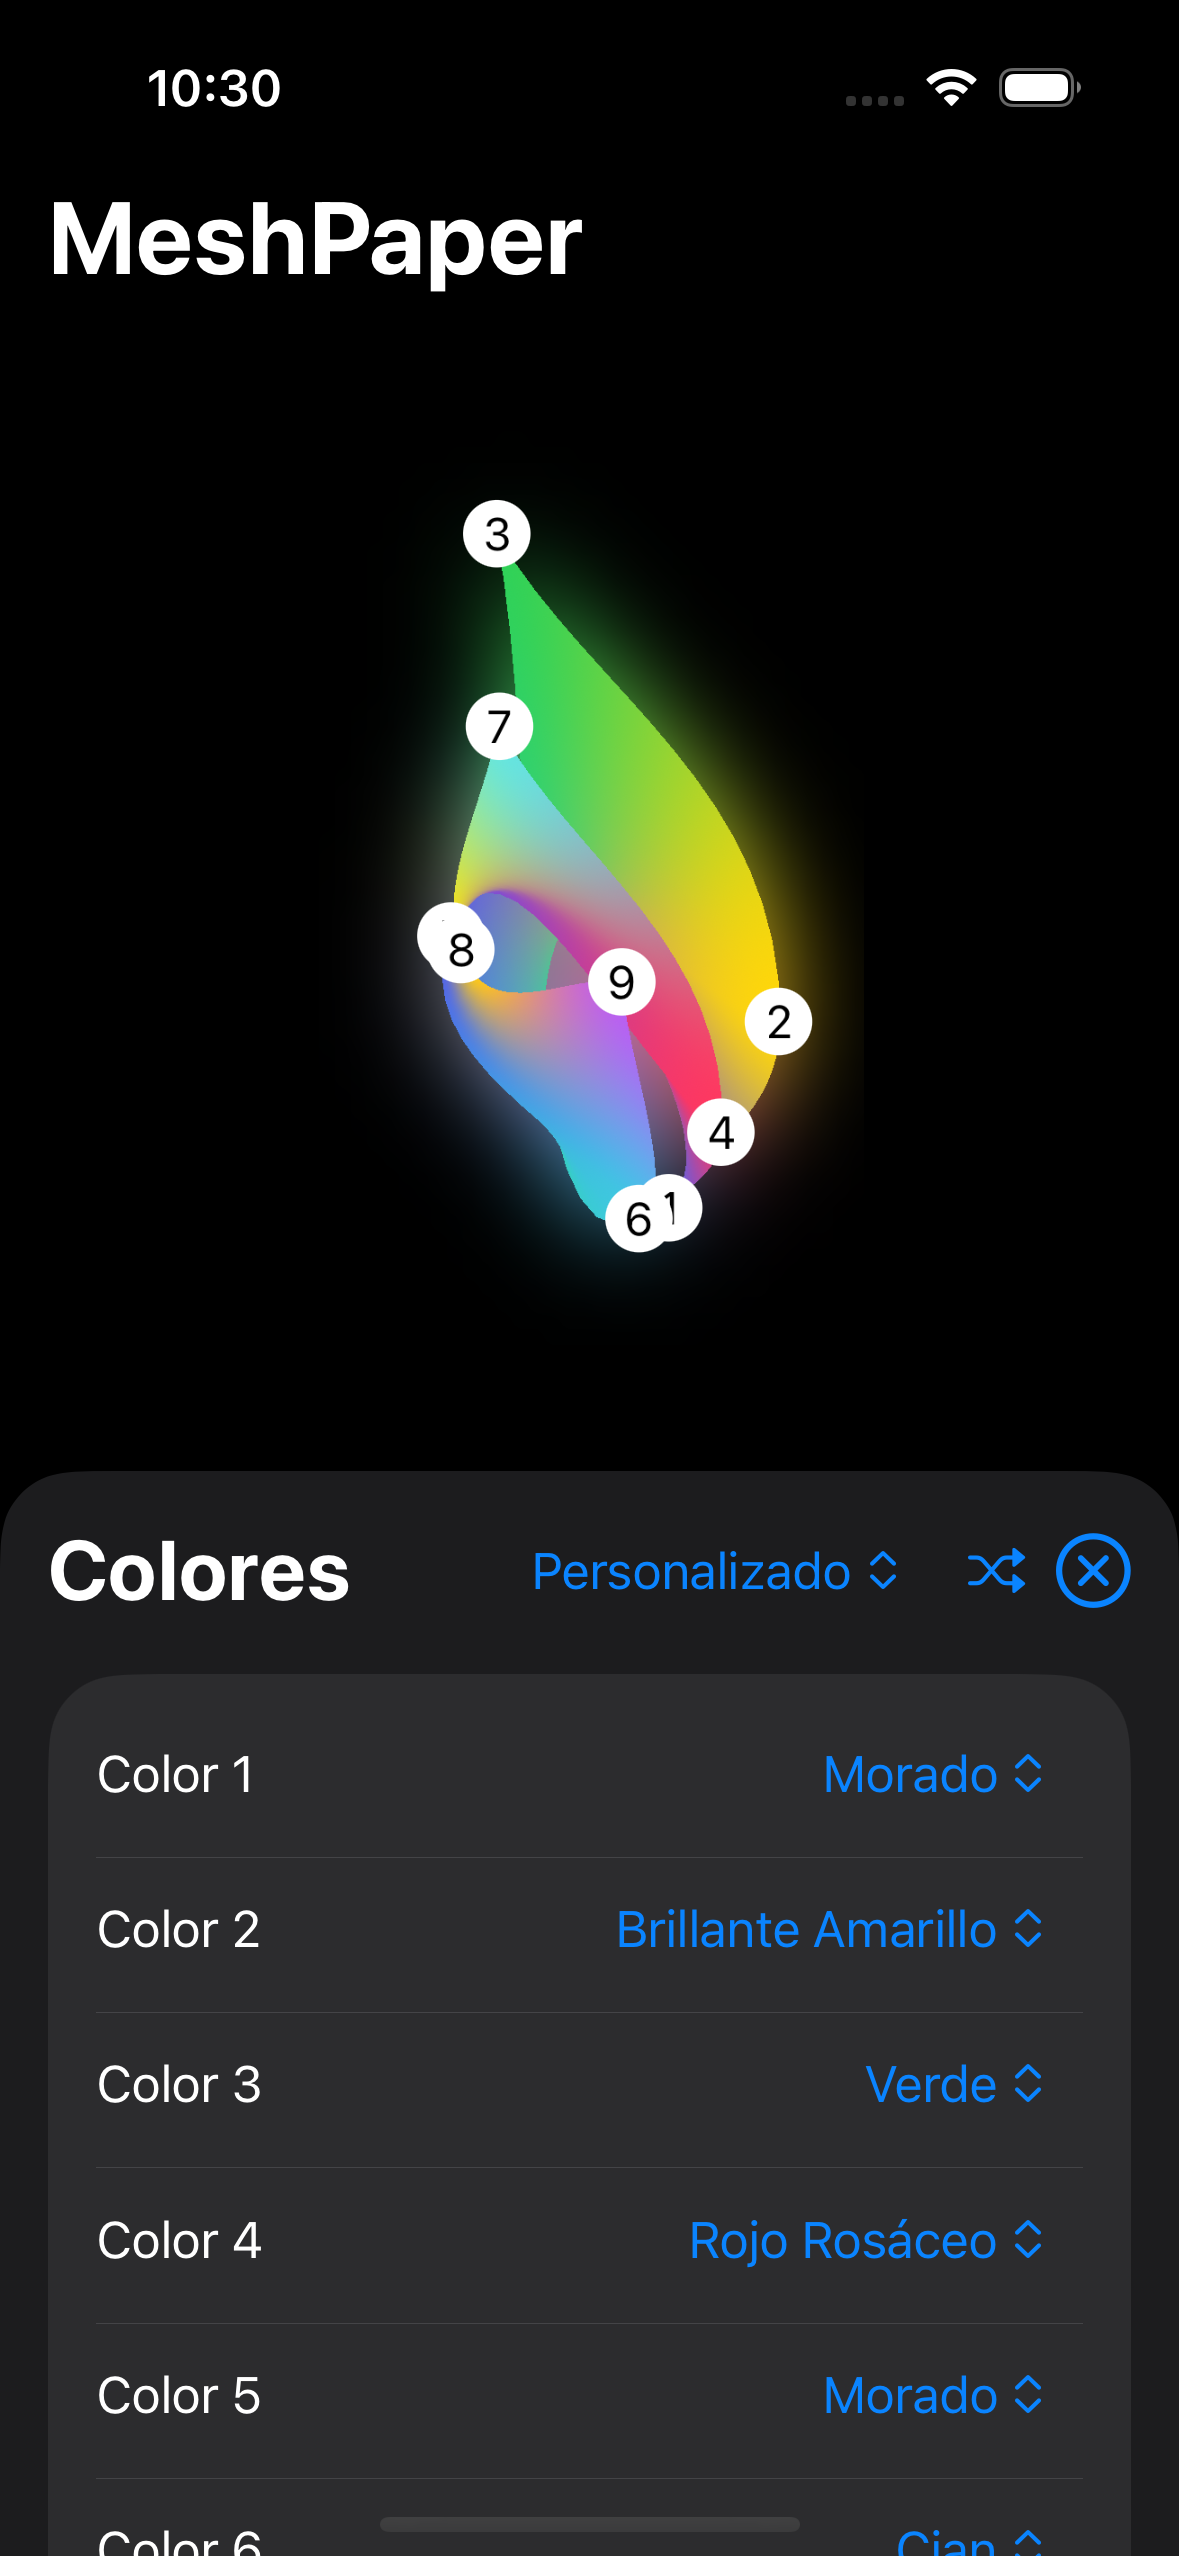 10:30
MeshPaper
3
7
8
9
2
4
6 1
Colores Personalizado
Color 1 Morado
Color 2 Brillante Amarillo
Color 3 Verde
Color 4 Rojo Rosáceo
Color 5 Morado
Color 6 Cian